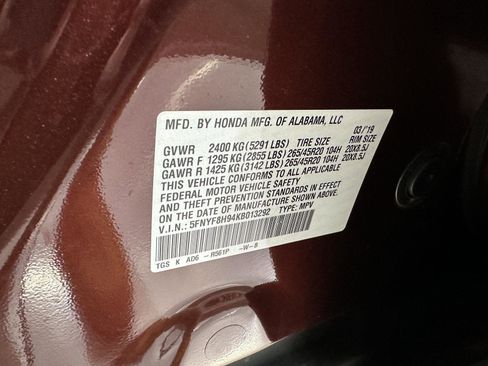 MFD. BY HONDA MFG. OF ALABAMA, LLC 03/'19
GVWR 2400 KG (5291 LBS) TIRE SIZE RIM SIZE
GAWR F 1295 KG (2855 LBS) 265/45R20 104H 20X8.5J
GAWR R 1425 KG (3142 LBS) 265/45R20 104H 20X8.5J
THIS VEHICLE CONFORMS TO ALL APPLICABLE
FEDERAL MOTOR VEHICLE SAFETY
AND THEFT PREVENTION STANDARDS IN EFFECT
ON THE DATE OF MANUFACTURE SHOWN ABOVE.
V.I.N.: 5FNYF8H94KB013292 TYPE: MPV
TGS K AD6 -R561P -W-B